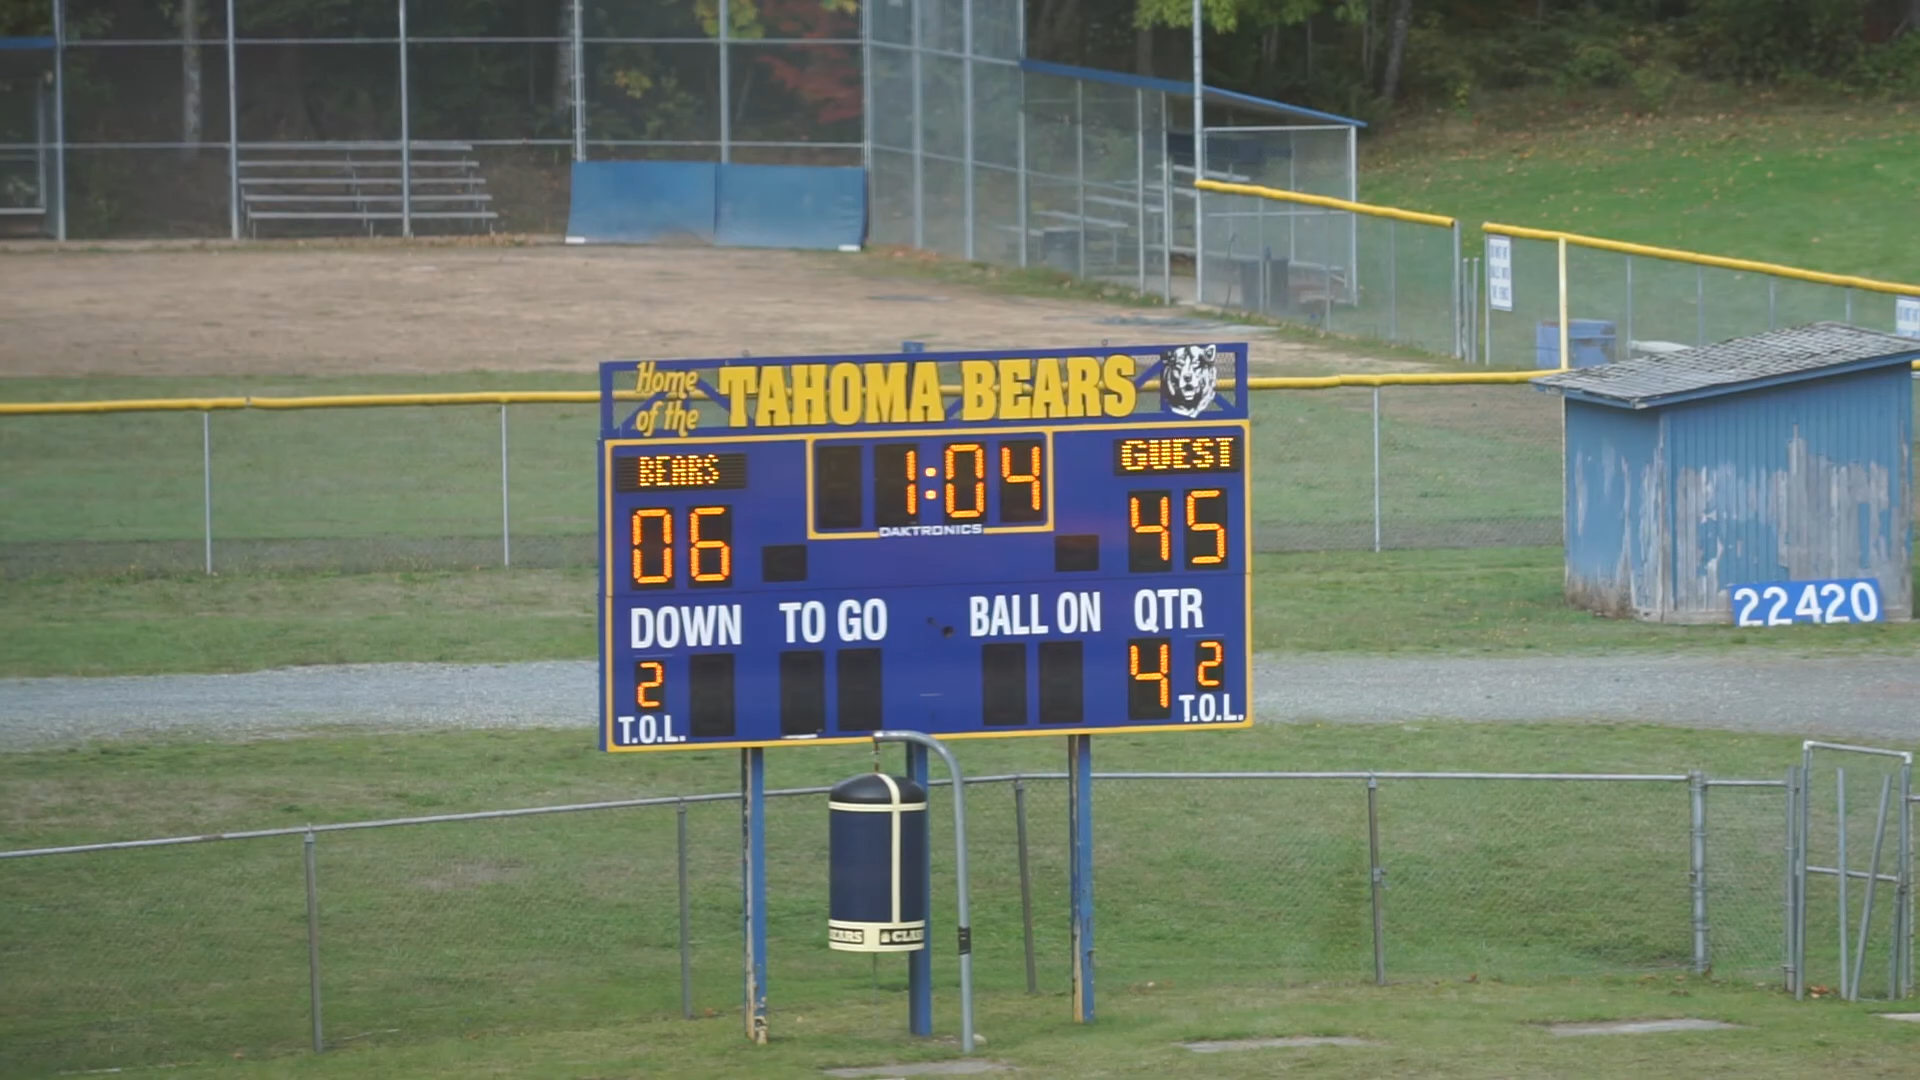 Home
of the
TAHOMA BEARS
BEARS
1:04
GUEST
06
DAKTRONICS
45
DOWN
TO GO
BALL ON
QTR
2
4
2
T.O.L.
T.O.L.
22420